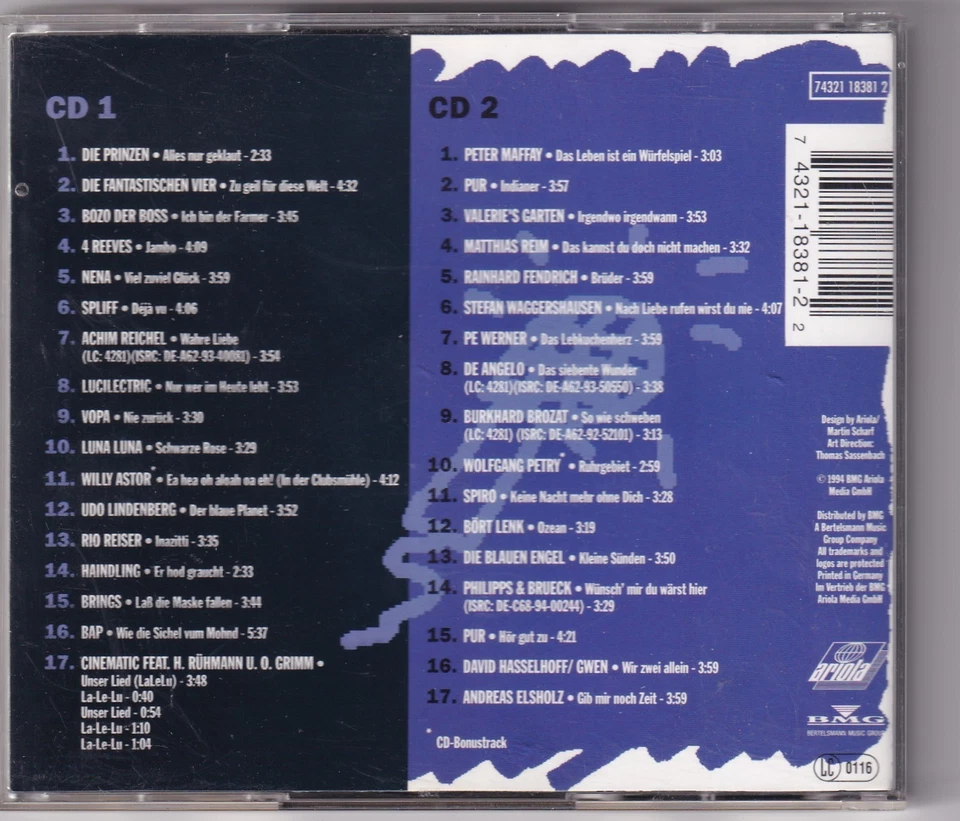 CD 1
1. DIE PRINZEN • Alles nur geklaut - 2:33
2. DIE FANTASTISCHEN VIER • Zu geil für diese Welt - 4:32
3. BOZO DER BOSS • Ich bin der Farmer - 3:45
4. 4 REEVES • Jambo - 4:09
5. NENA • Viel zuviel Glück - 3:59
6. SPLIFF • Déjà vu - 4:06
7. ACHIM REICHEL • Wahre Liebe
(LC: 4281)(ISRC: DE-A62-93-40081) - 3:54
8. LUCILECTRIC • Nur wer im Heute lebt - 3:53
9. VOPA • Nie zurück - 3:30
10. LUNA LUNA • Schwarze Rose - 3:29
11. WILLY ASTOR* • Ea hea oh aloah oa eh! (In der Clubsmühle) - 4:12
12. UDO LINDENBERG • Der blaue Planet - 3:52
13. RIO REISER • Inazitti - 3:35
14. HAINDLING • Er hod graucht - 2:33
15. BRINGS • Laß die Maske fallen - 3:44
16. BAP • Wie die Sichel vum Mohnd - 5:37
17. CINEMATIC FEAT. H. RÜHMANN U. O. GRIMM •
Unser Lied (LaLeLu) - 3:48
La-Le-Lu - 0:40
Unser Lied - 0:54
La-Le-Lu - 1:10
La-Le-Lu - 1:04
CD 2
1. PETER MAFFAY • Das Leben ist ein Würfelspiel - 3:03
2. PUR • Indianer - 3:57
3. VALERIE'S GARTEN • Irgendwo irgendwann - 3:53
4. MATTHIAS REIM • Das kannst du doch nicht machen - 3:32
5. RAINHARD FENDRICH • Brüder - 3:59
6. STEFAN WAGGERSHAUSEN • Nach Liebe rufen wirst du nie - 4:07
7. PE WERNER • Das Lebkuchenherz - 3:59
8. DE ANGELO • Das siebente Wunder
(LC: 4281)(ISRC: DE-A62-93-50550) - 3:38
9. BURKHARD BROZAT • So wie schweben
(LC: 4281) (ISRC: DE-A62-92-52101) - 3:13
10. WOLFGANG PETRY* • Ruhrgebiet - 2:59
11. SPIRO • Keine Nacht mehr ohne Dich - 3:28
12. BÖRT LENK • Ozean - 3:19
13. DIE BLAUEN ENGEL • Kleine Sünden - 3:50
14. PHILIPPS & BRUECK • Wünsch' mir du wärst hier
(ISRC: DE-C68-94-00244) - 3:29
15. PUR • Hör gut zu - 4:21
16. DAVID HASSELHOFF/ GWEN • Wir zwei allein - 3:59
17. ANDREAS ELSHOLZ • Gib mir noch Zeit - 3:59
* CD-Bonustrack
74321 18381 2
7 4321-18381-2 2
Design by Ariola/
Martin Scharf
Art Direction:
Thomas Sassenbach
© 1994 BMG Ariola
Media GmbH
Distributed by BMG
A Bertelsmann Music
Group Company
All trademarks and
logos are protected
Printed in Germany
Im Vertrieb der BMG
Ariola Media GmbH
ariola
BMG
BERTELSMANN MUSIC GROUP
LC 0116